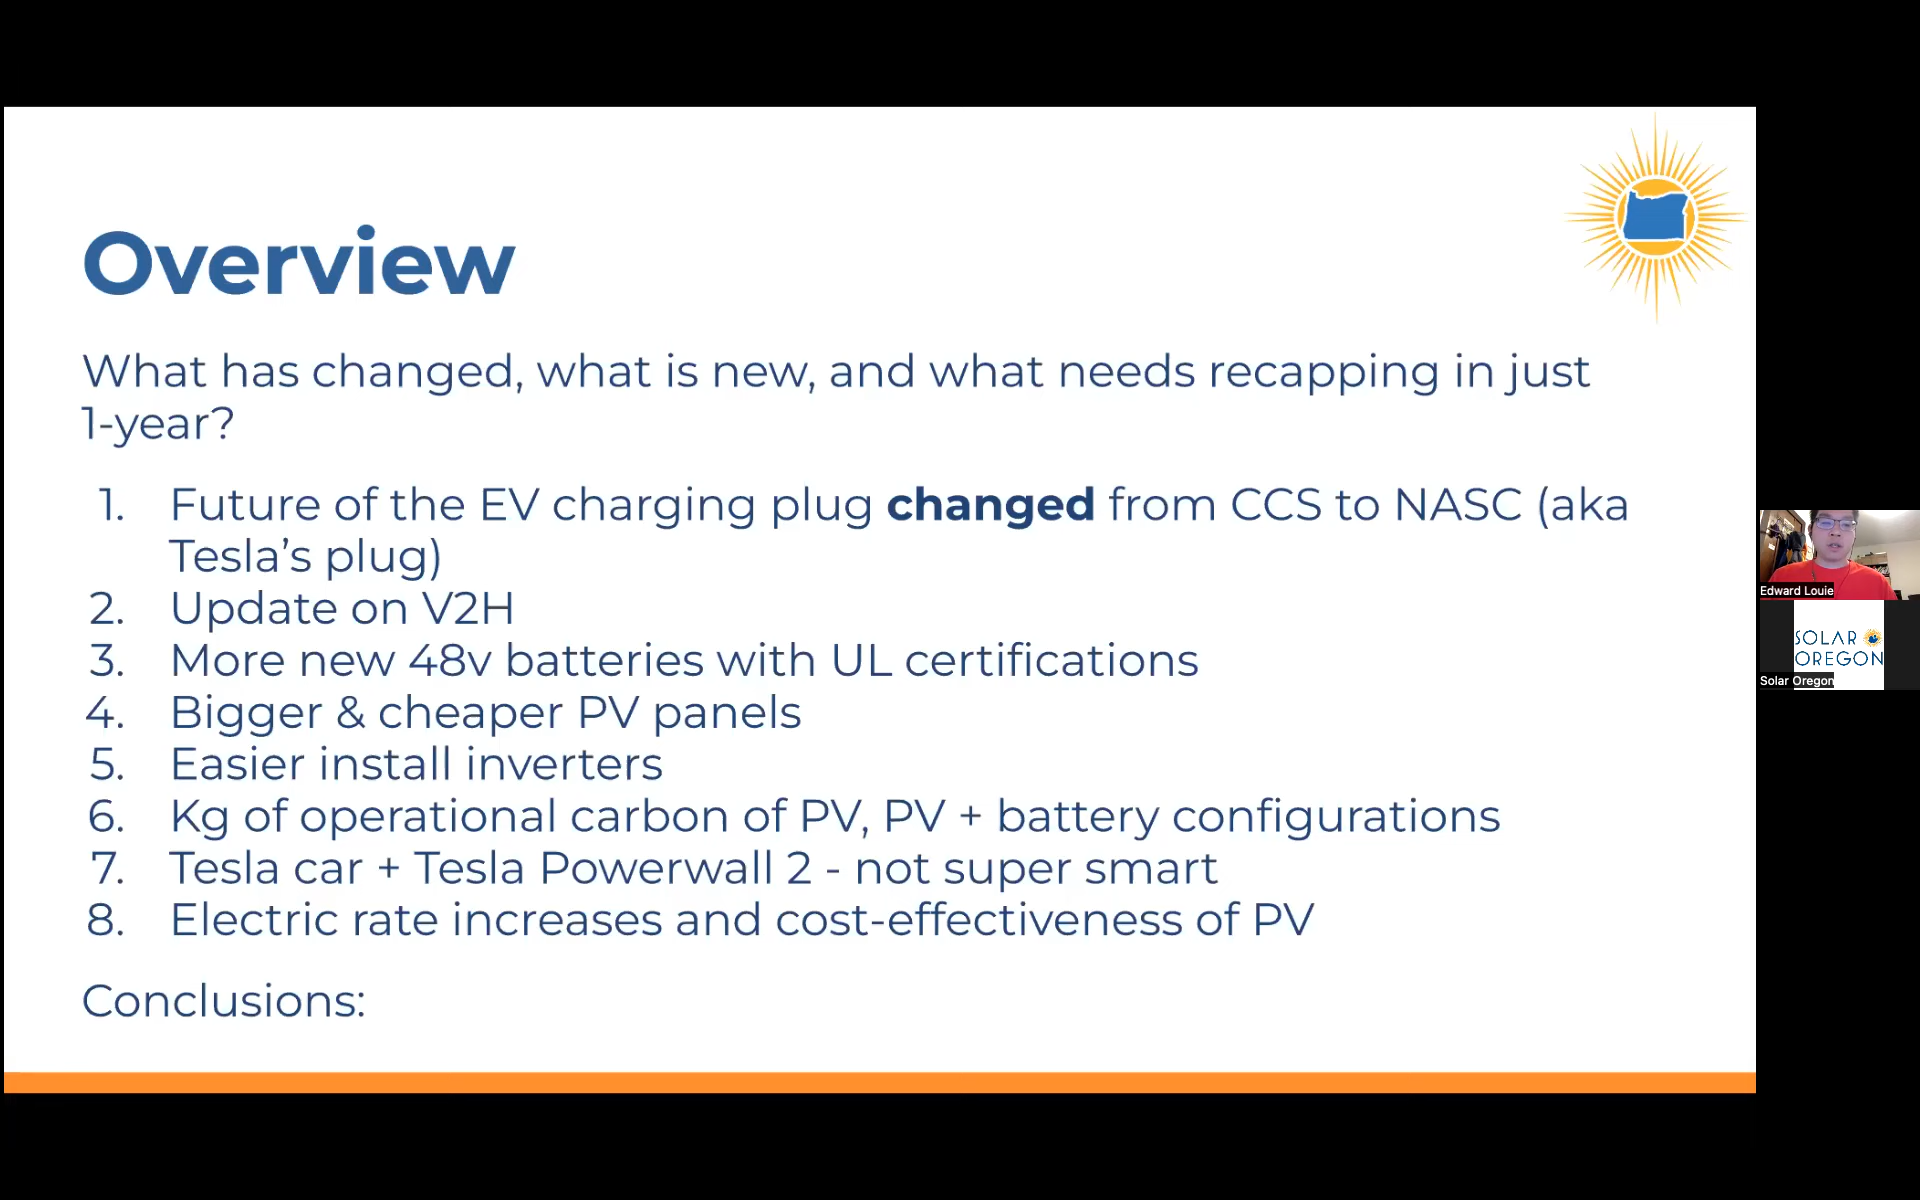 Overview
What has changed, what is new, and what needs recapping in just
1-year?
1. Future of the EV charging plug changed from CCS to NASC (aka
Tesla’s plug)
2. Update on V2H
3. More new 48v batteries with UL certifications
4. Bigger & cheaper PV panels
5. Easier install inverters
6. Kg of operational carbon of PV, PV + battery configurations
7. Tesla car + Tesla Powerwall 2 - not super smart
8. Electric rate increases and cost-effectiveness of PV
Conclusions:
Edward Louie
SOLAR
OREGON
Solar Oregon